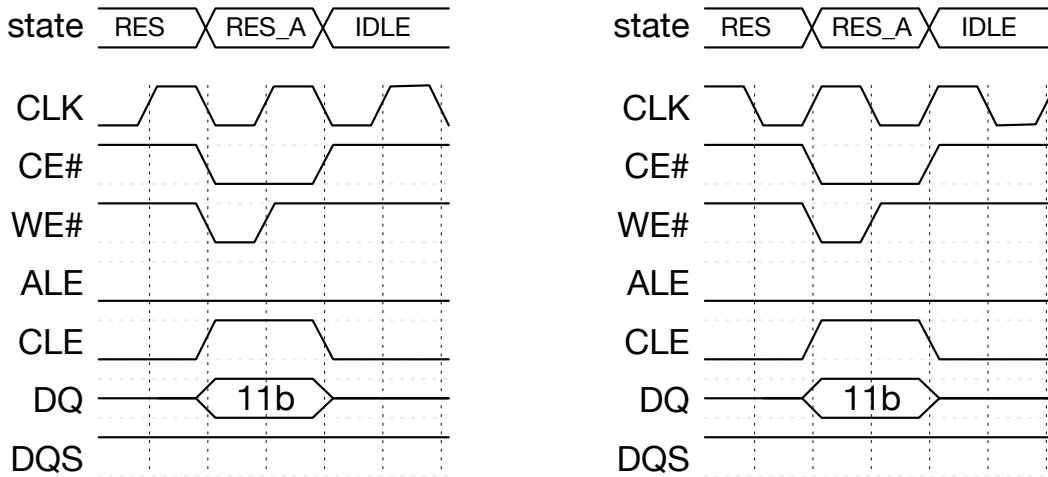 state RES RES_A IDLE
CLK
CE#
WE#
ALE
CLE
DQ 11b
DQS
state RES RES_A IDLE
CLK
CE#
WE#
ALE
CLE
DQ 11b
DQS